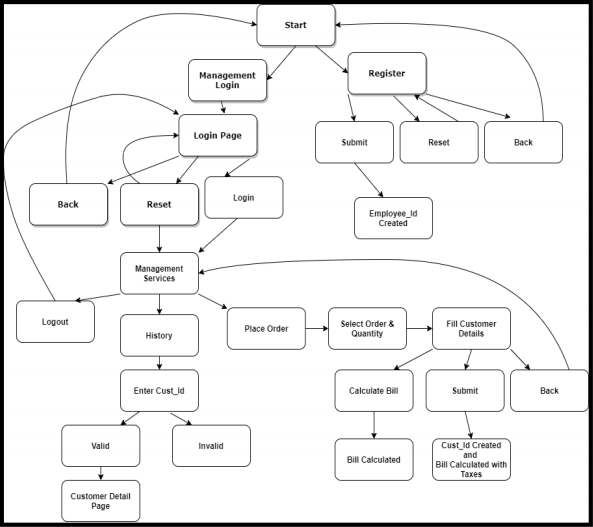 Start
Management
Login
Register
Login Page
Submit
Reset
Back
Back
Reset
Login
Employee_Id
Created
Management
Services
Logout
History
Place Order
Select Order &
Quantity
Fill Customer
Details
Enter Cust_Id
Calculate Bill
Submit
Back
Valid
Invalid
Bill Calculated
Cust_Id Created
and
Bill Calculated with
Taxes
Customer Detail
Page